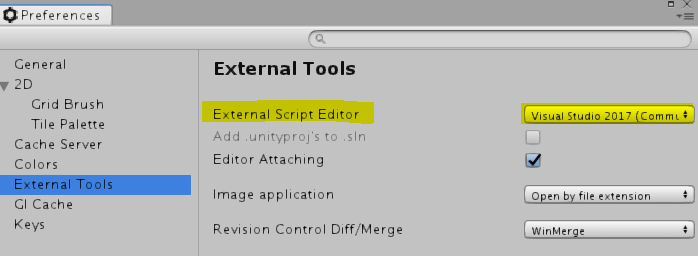 Preferences
General
2D
Grid Brush
Tile Palette
Cache Server
Colors
External Tools
GI Cache
Keys
External Tools
External Script Editor
Visual Studio 2017 (Commu
Add .unityproj's to .sln
Editor Attaching
Image application
Open by file extension
Revision Control Diff/Merge
WinMerge